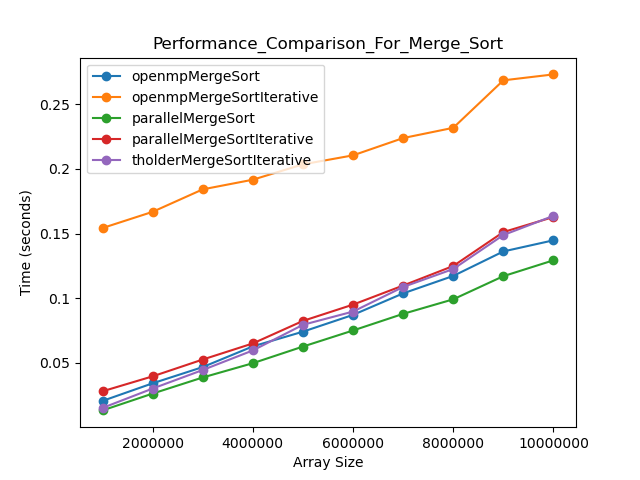 Performance_Comparison_For_Merge_Sort
openmpMergeSort
openmpMergeSortIterative
parallelMergeSort
parallelMergeSortIterative
tholderMergeSortIterative
0.25
0.2
0.15
0.1
0.05
Time (seconds)
2000000 4000000 6000000 8000000 10000000
Array Size